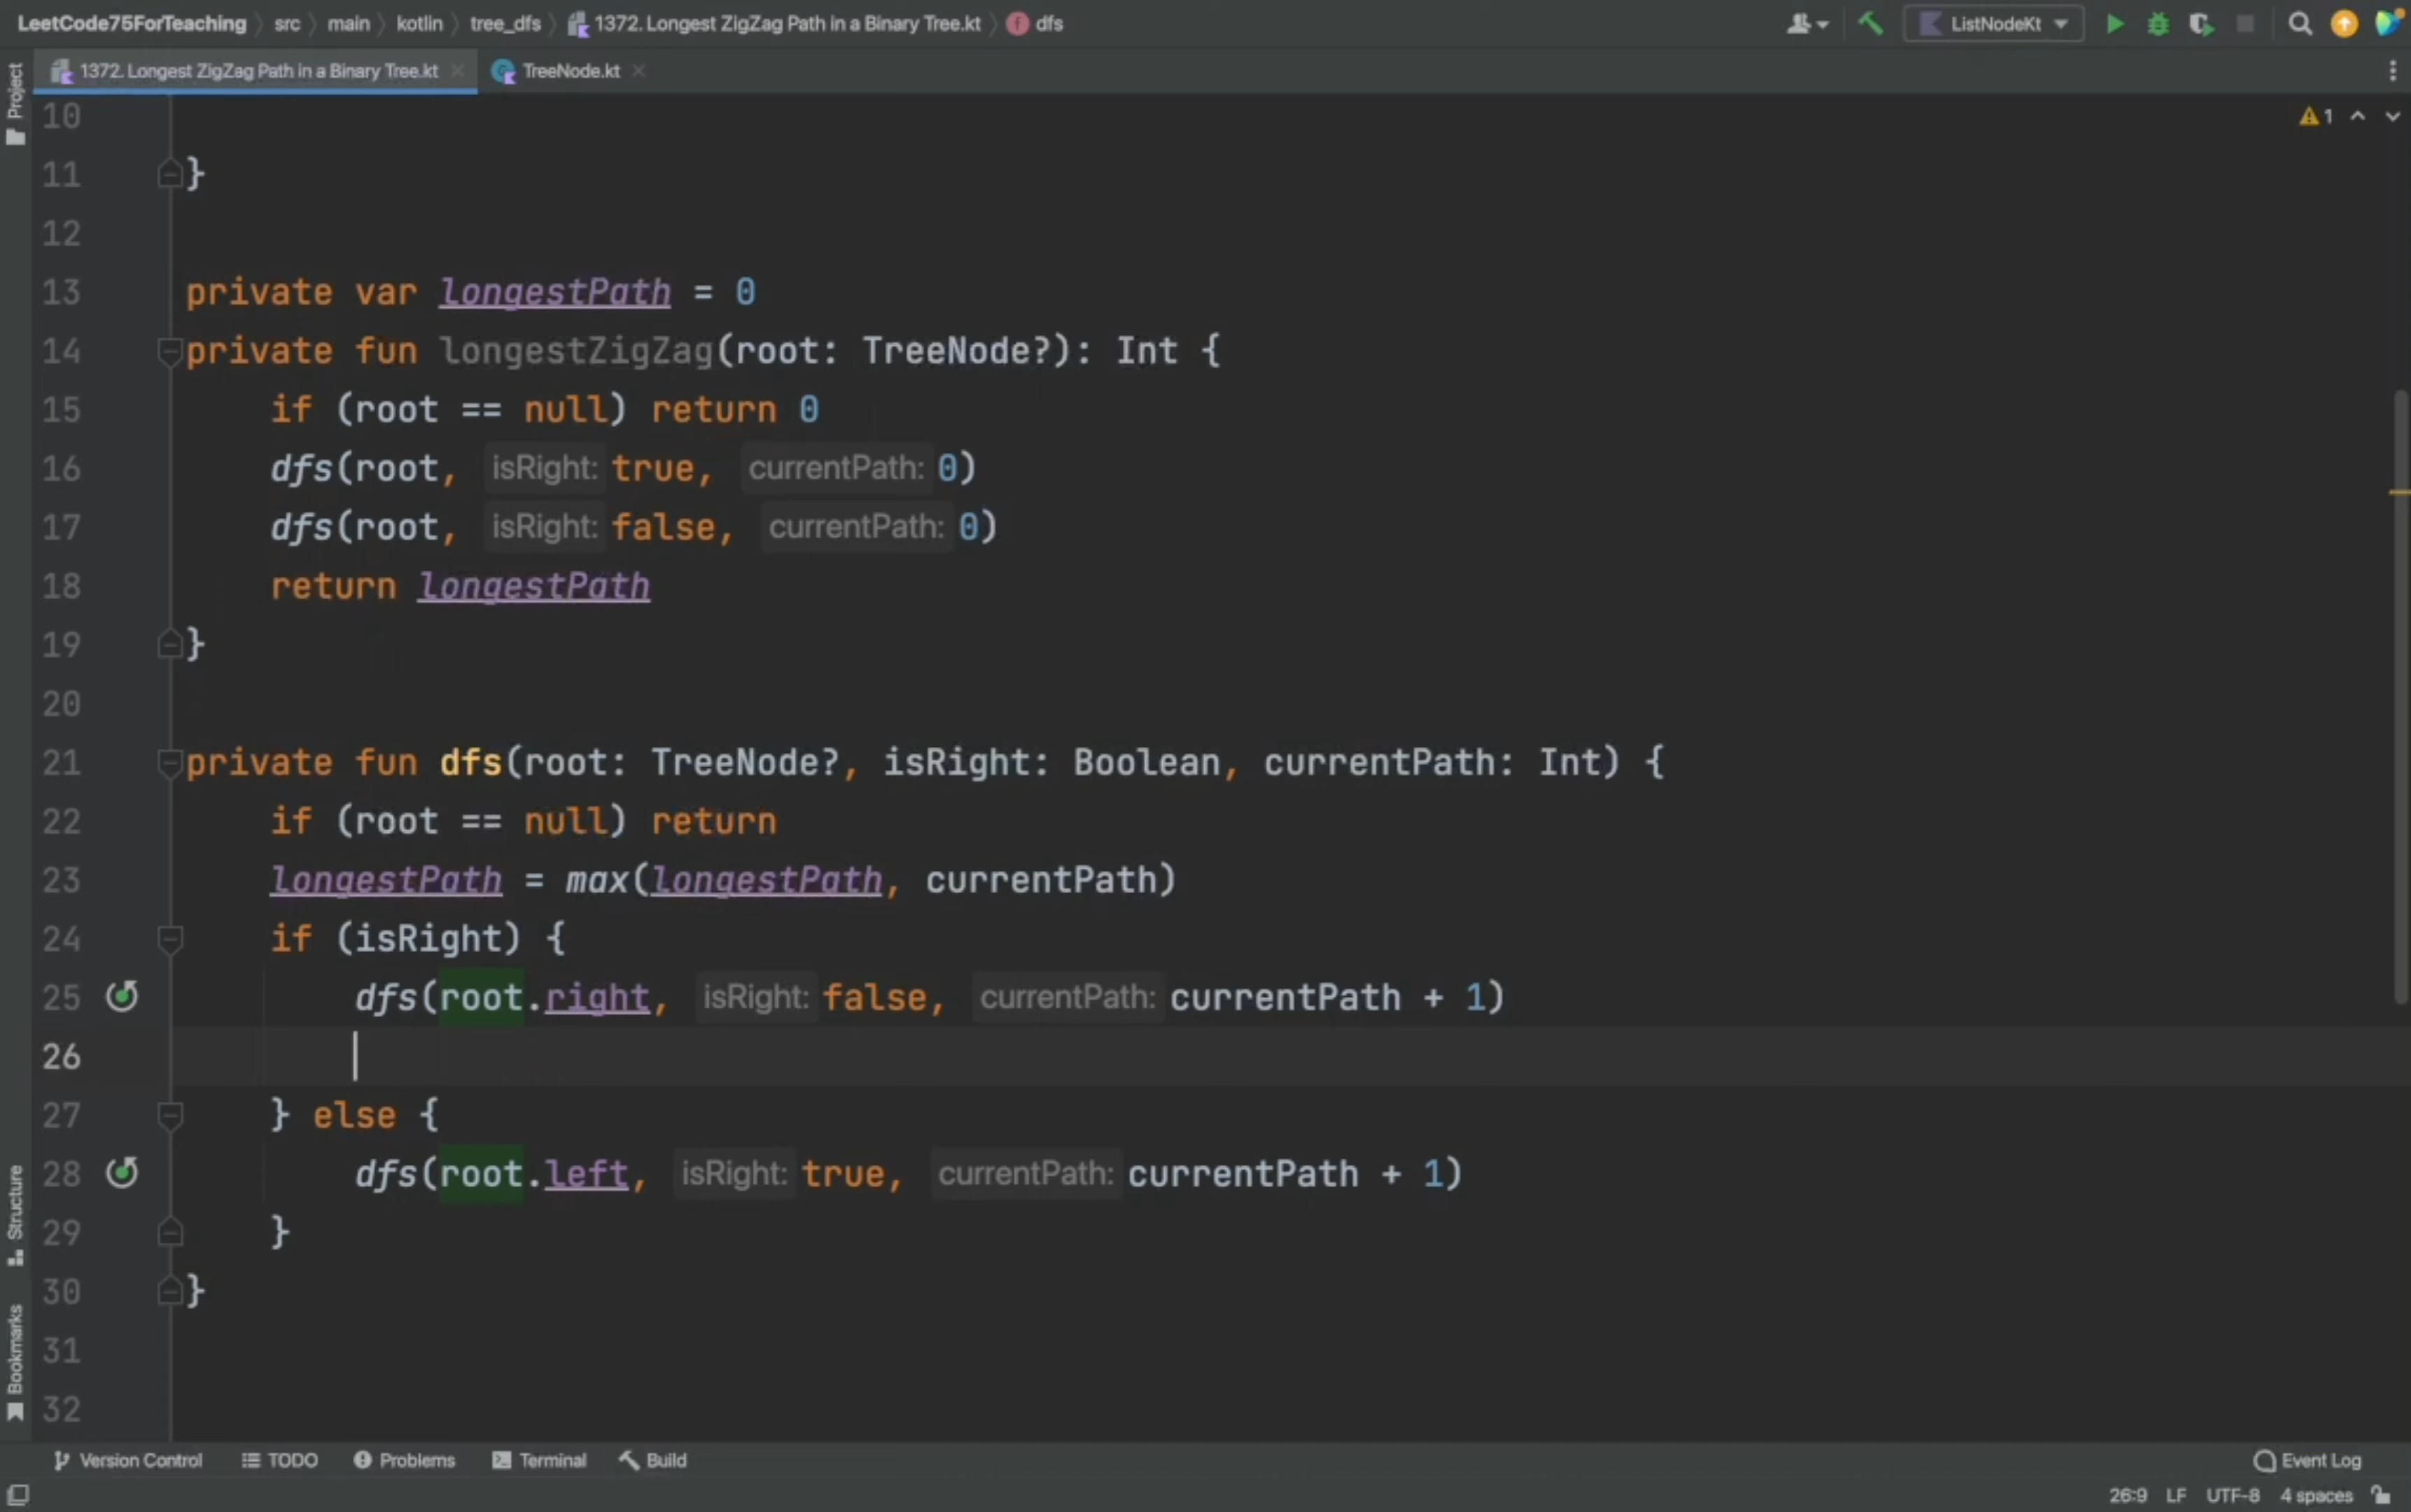 LeetCode75ForTeaching > src > main > kotlin > tree_dfs > 1372. Longest ZigZag Path in a Binary Tree.kt > f dfs ListNodeKt
1372. Longest ZigZag Path in a Binary Tree.kt × TreeNode.kt ×
Project
1
10
11 }
12
13 private var longestPath = 0
14 private fun longestZigZag(root: TreeNode?): Int {
15 if (root == null) return 0
16 dfs(root, isRight: true, currentPath: 0)
17 dfs(root, isRight: false, currentPath: 0)
18 return longestPath
19 }
20
21 private fun dfs(root: TreeNode?, isRight: Boolean, currentPath: Int) {
22 if (root == null) return
23 longestPath = max(longestPath, currentPath)
24 if (isRight) {
25 dfs(root.right, isRight: false, currentPath: currentPath + 1)
26
27 } else {
28 dfs(root.left, isRight: true, currentPath: currentPath + 1)
29 }
30 }
31
32
Structure
Bookmarks
Version Control TODO Problems Terminal Build Event Log
26:9 LF UTF-8 4 spaces